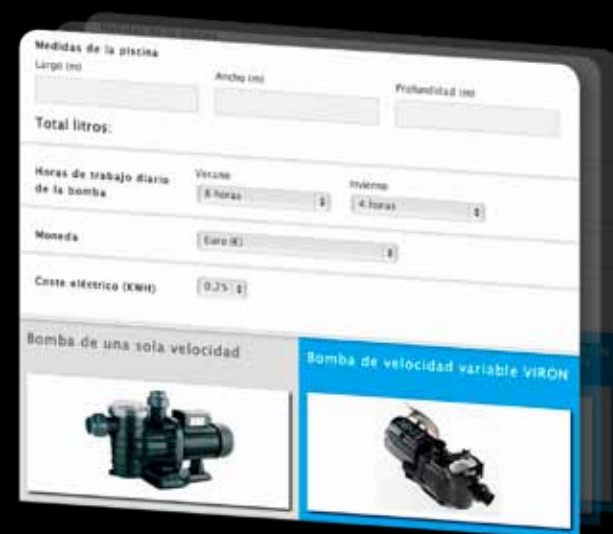 Medidas de la piscina
Largo (m) Ancho (m) Profundidad (m)
Total litros:
Horas de trabajo diario de la bomba
Verano Invierno
8 horas 4 horas
Moneda Euro (€)
Coste eléctrico (KWH) 0.25
Bomba de una sola velocidad
Bomba de velocidad variable VIRON